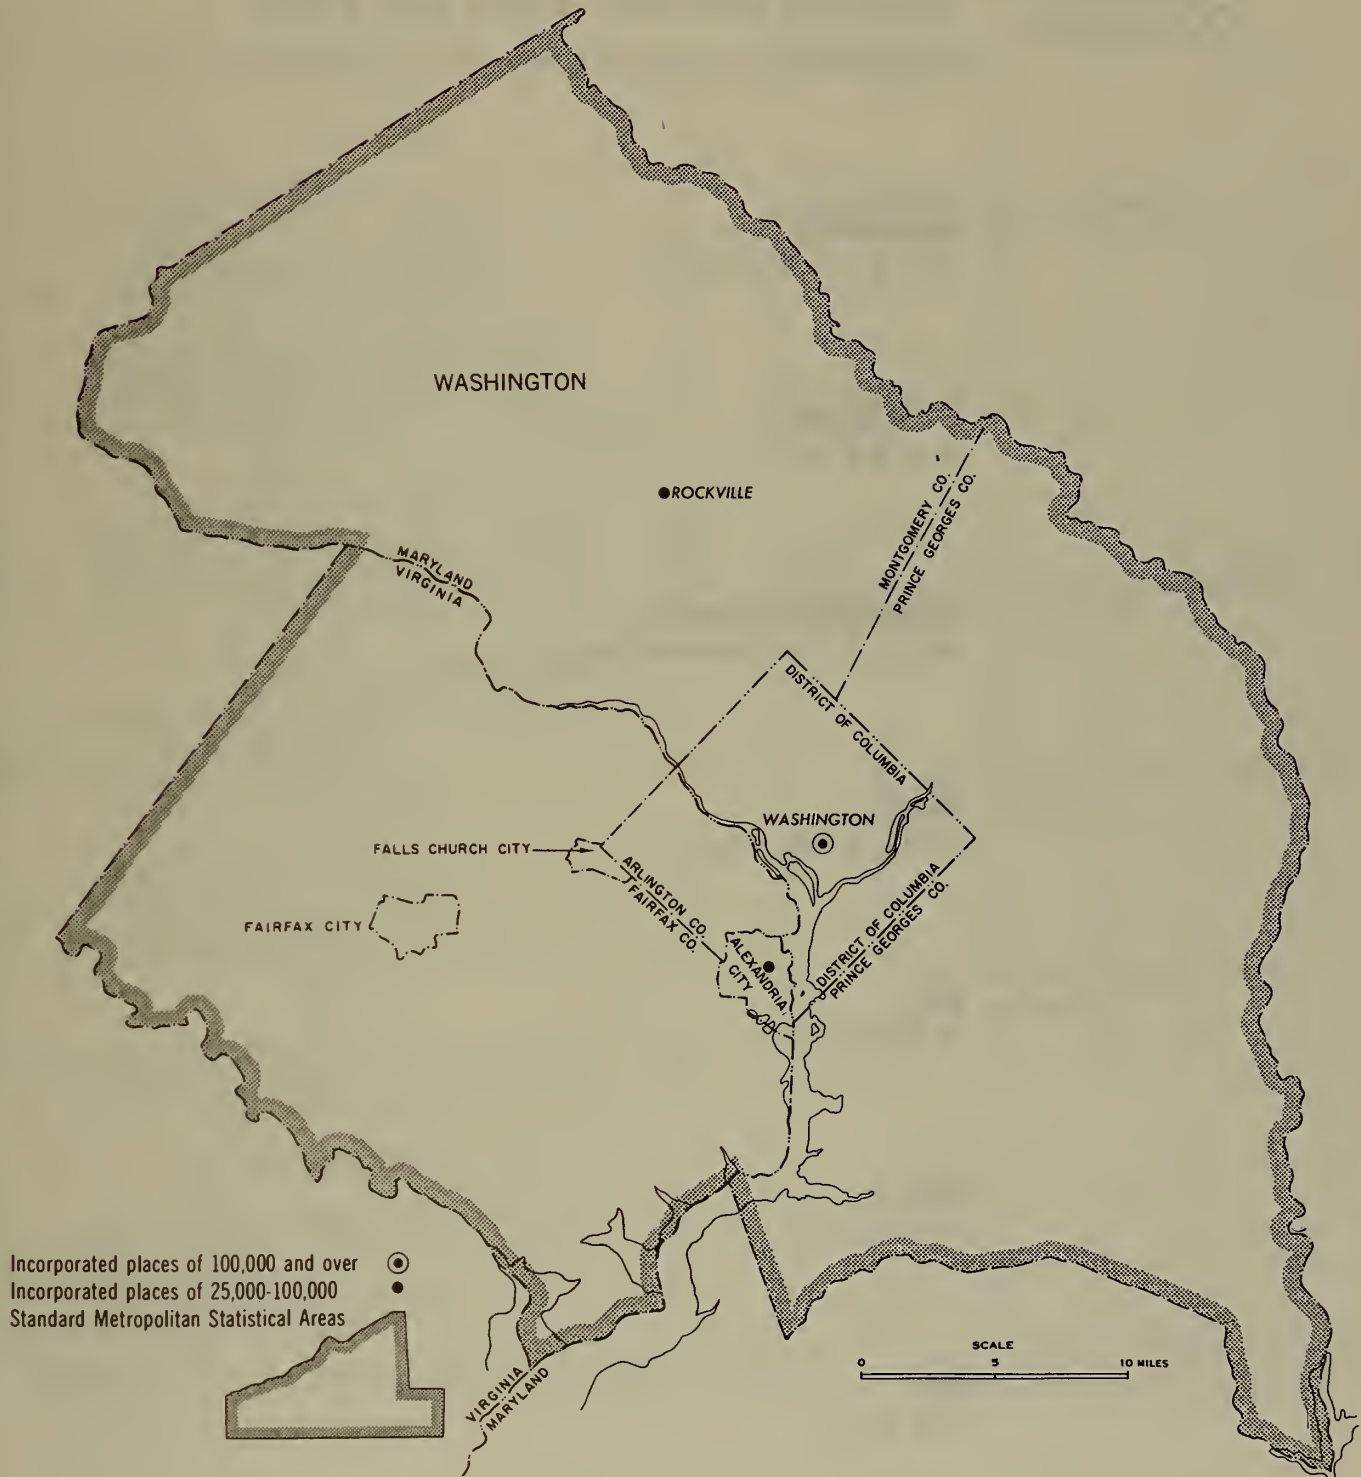 WASHINGTON
ROCKVILLE
MONTGOMERY CO.
PRINCE GEORGES CO.
MARYLAND
VIRGINIA
DISTRICT OF COLUMBIA
WASHINGTON
FALLS CHURCH CITY
ARLINGTON CO.
FAIRFAX CO.
FAIRFAX CITY
ALEXANDRIA
CITY
DISTRICT OF COLUMBIA
PRINCE GEORGES CO.
Incorporated places of 100,000 and over
Incorporated places of 25,000-100,000
Standard Metropolitan Statistical Areas
SCALE
0 5 10 MILES
VIRGINIA
MARYLAND